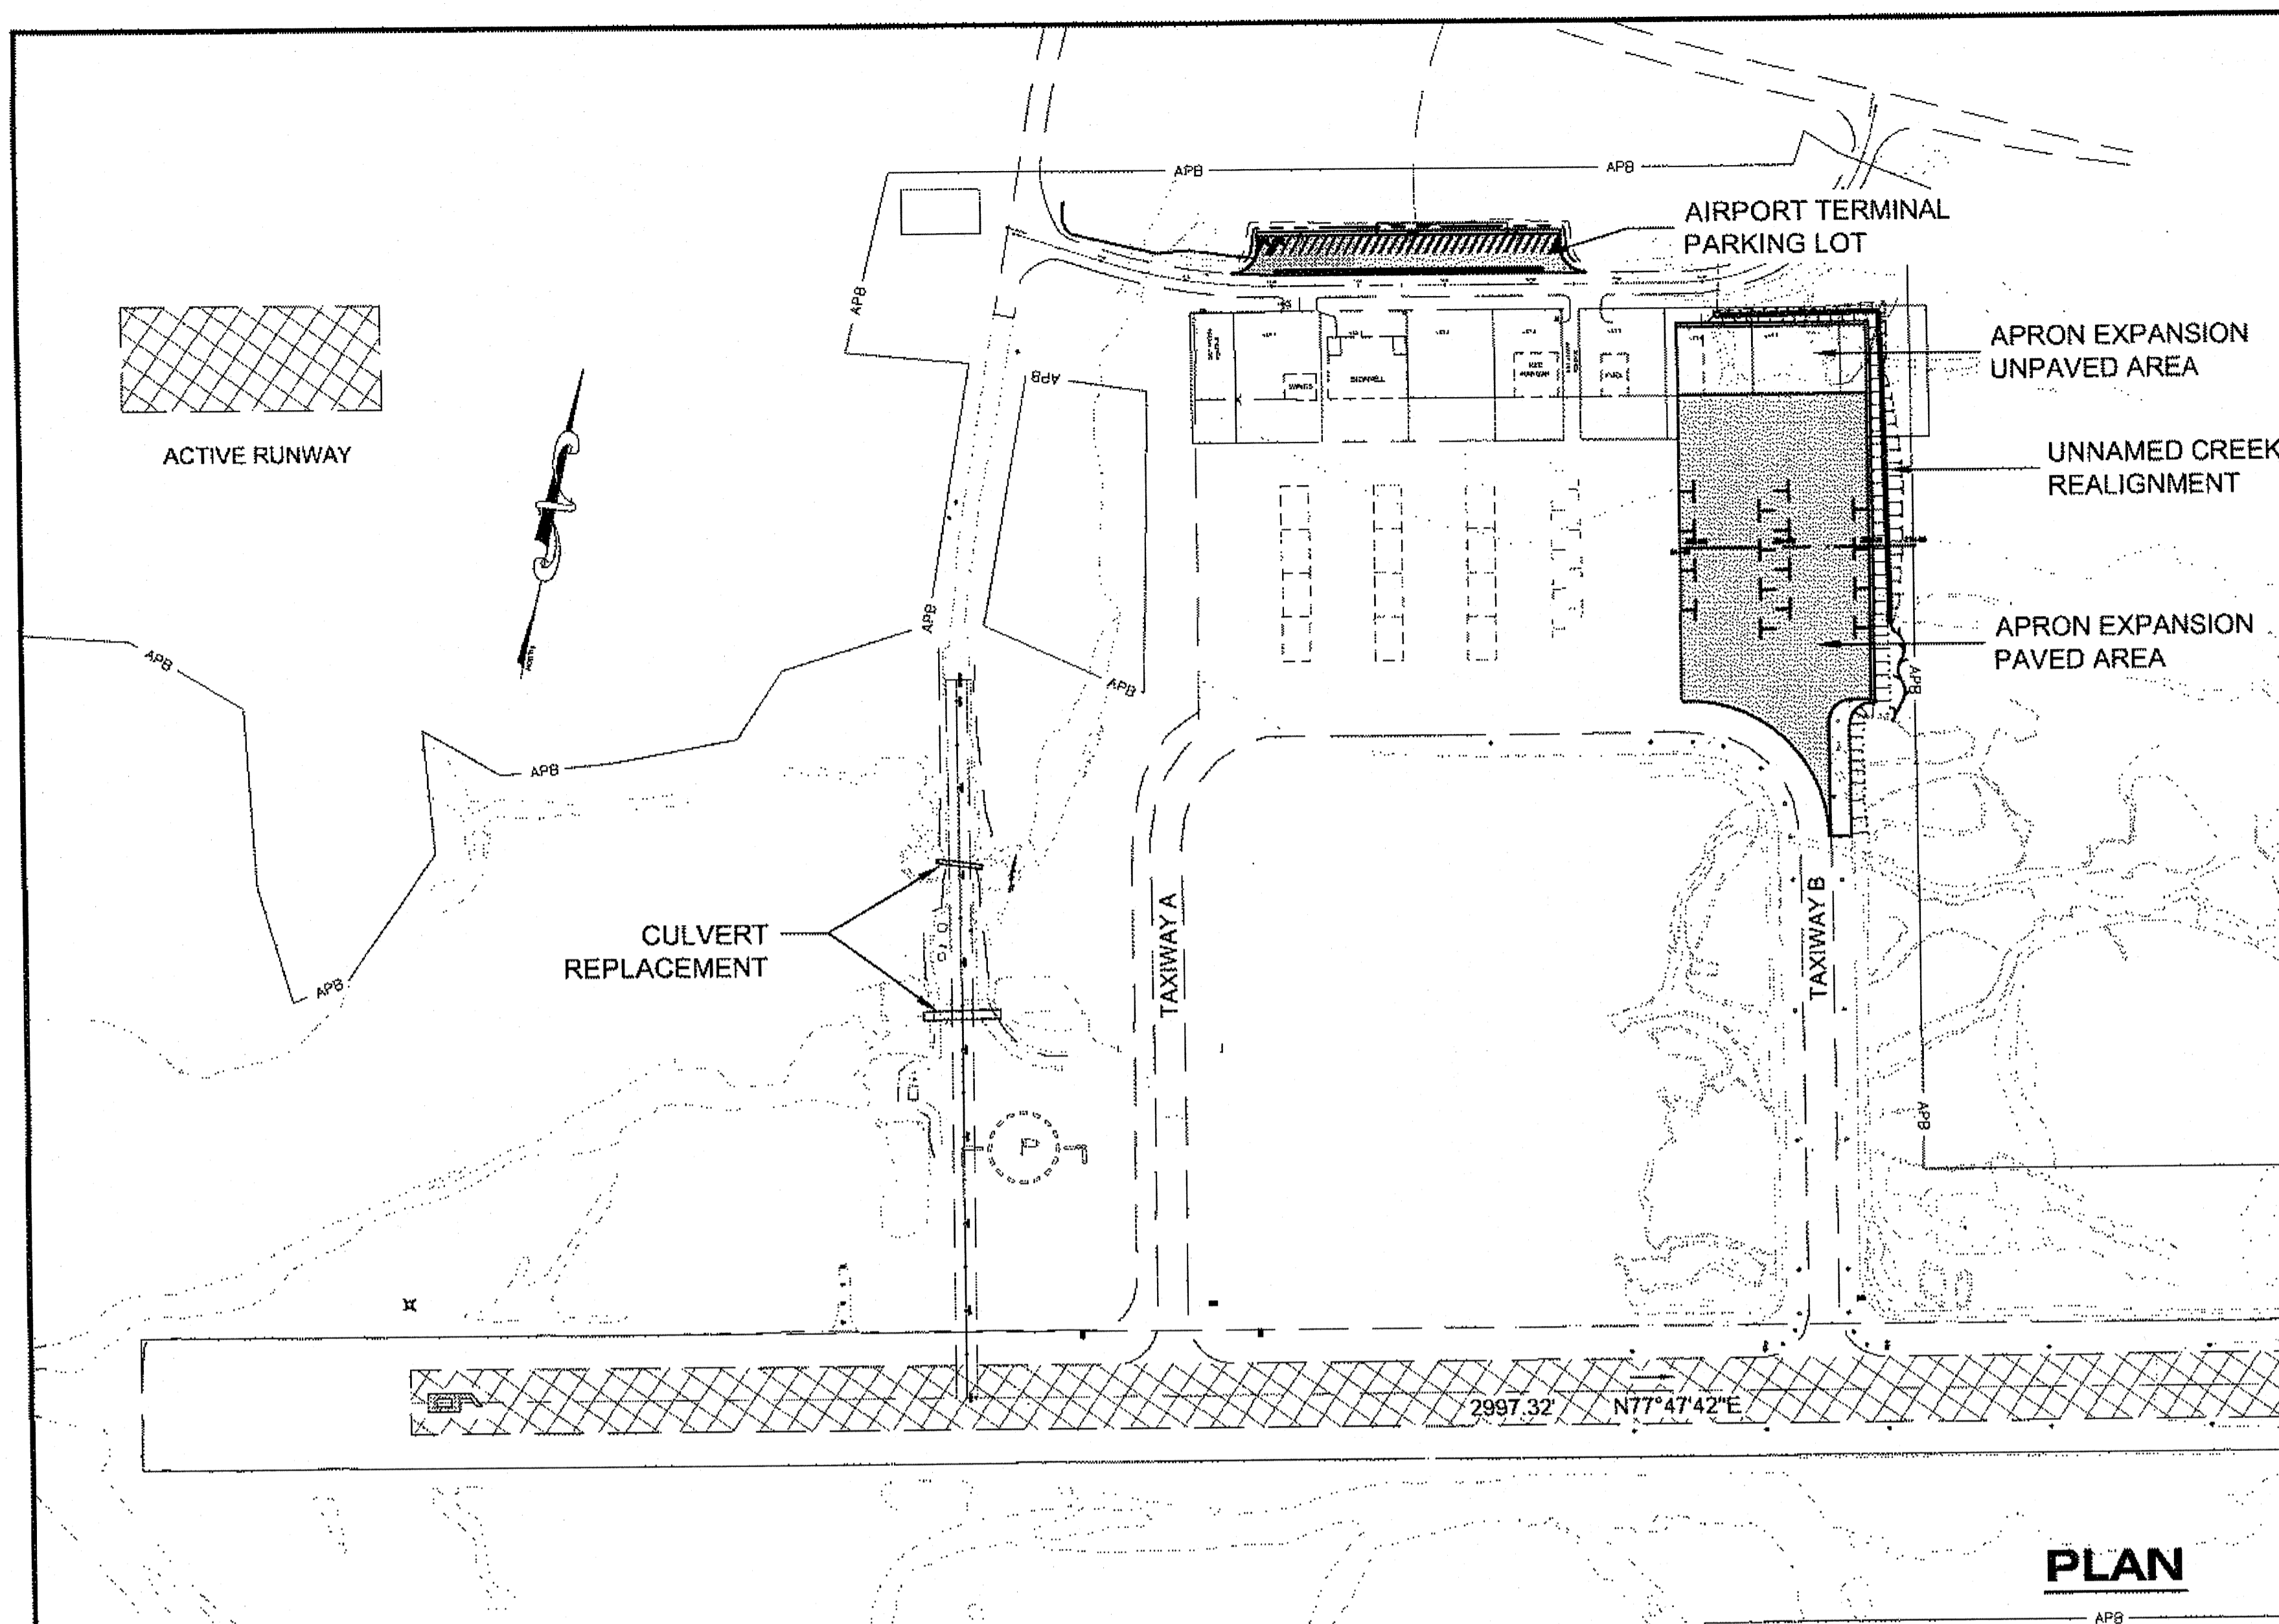 APB
APB
AIRPORT TERMINAL
PARKING LOT
APB
APRON EXPANSION
UNPAVED AREA
APB
BIDWELL
ACTIVE RUNWAY
UNNAMED CREEK
REALIGNMENT
APB
APRON EXPANSION
PAVED AREA
APB
APB
APB
APB
CULVERT
REPLACEMENT
TAXIWAY A
TAXIWAY B
APB
APB
P
2997.32'
N77°47'42"E
PLAN
APB